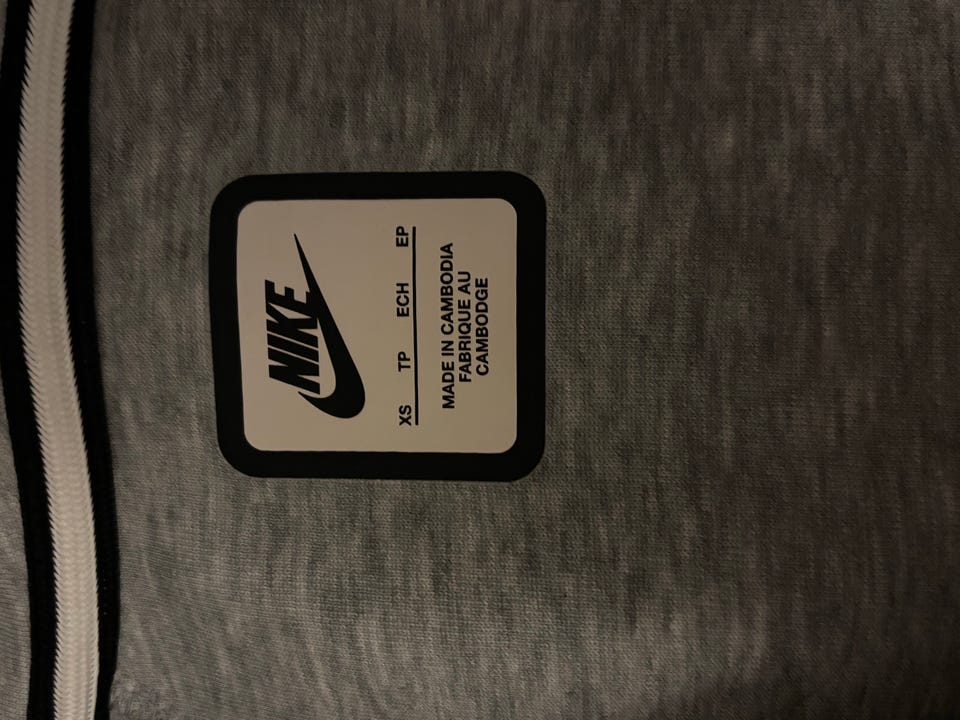 NIKE
XS TP ECH EP
MADE IN CAMBODIA
FABRIQUE AU
CAMBODGE